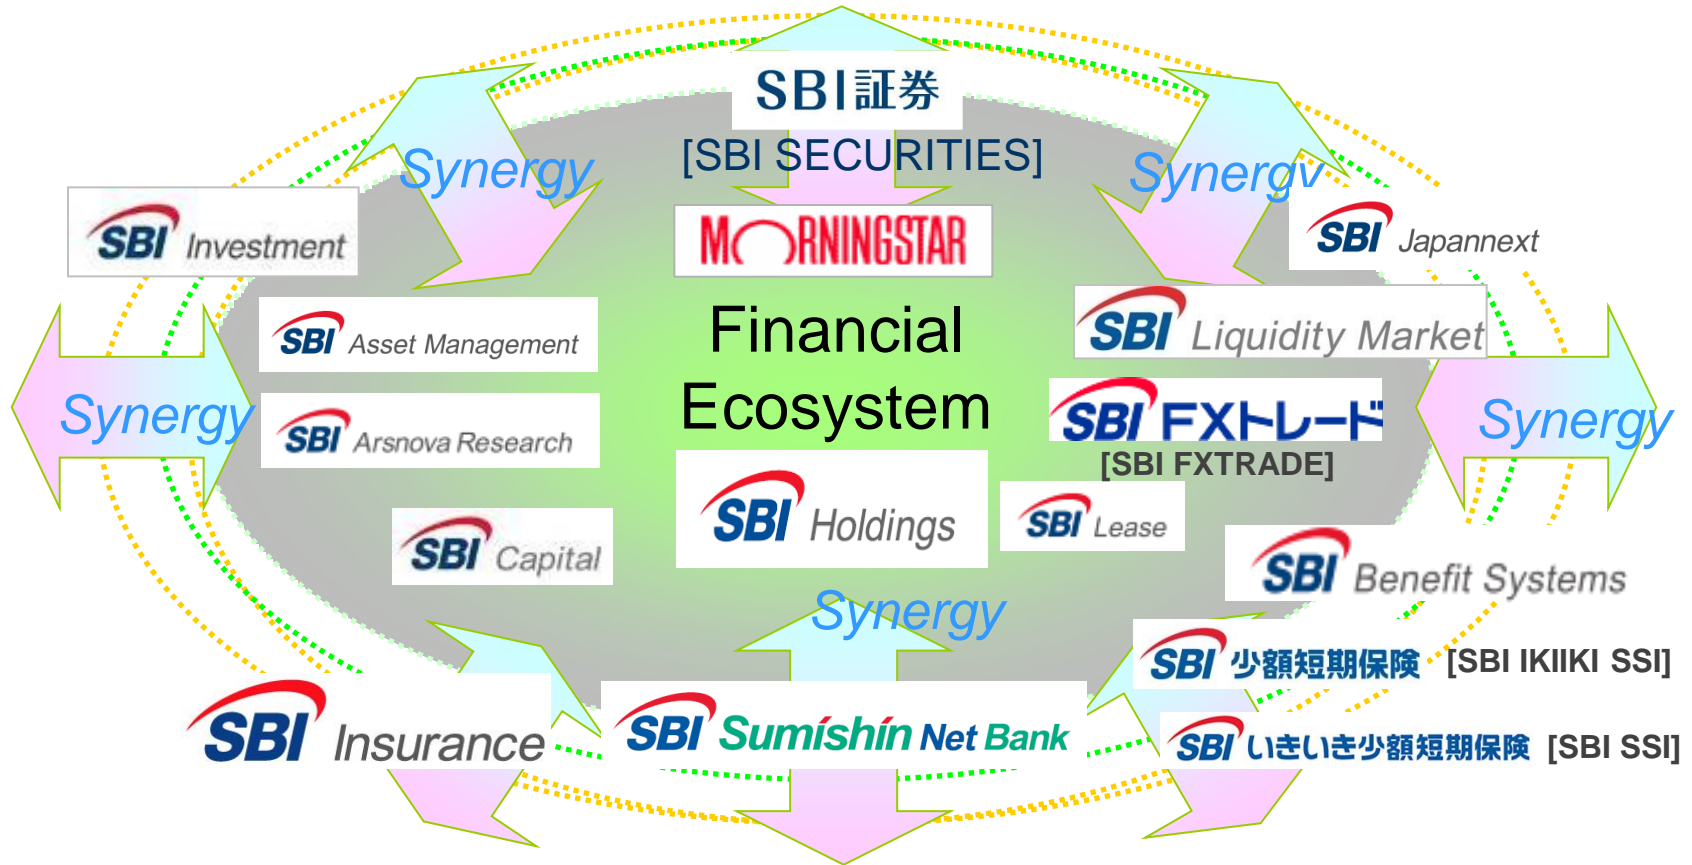 SBI証券
[SBI SECURITIES]
Synergy
Synergy
SBI Investment
MORNINGSTAR
SBI Japannext
SBI Asset Management
Financial
Ecosystem
SBI Liquidity Market
Synergy
SBI Arsnova Research
SBI FXトレード
[SBI FXTRADE]
Synergy
SBI Capital
SBI Holdings
SBI Lease
SBI Benefit Systems
Synergy
SBI 少額短期保険 [SBI IKIIKI SSI]
SBI Insurance
SBI Sumishin Net Bank
SBI いきいき少額短期保険 [SBI SSI]